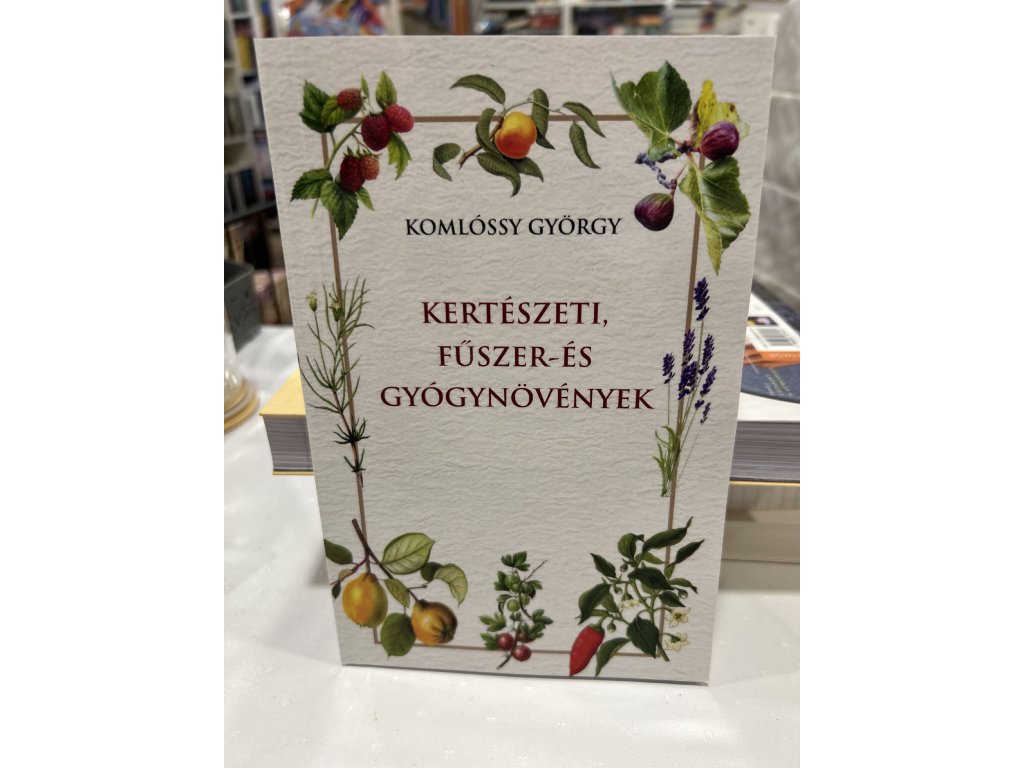 KOMLÓSSY GYÖRGY
KERTÉSZETI,
FŰSZER-ÉS
GYÓGYNÖVÉNYEK